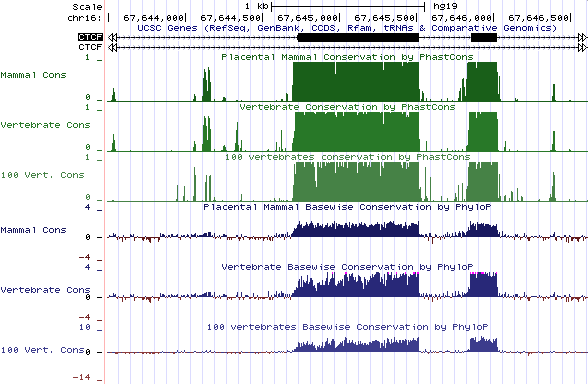 Scale 1 kb hg19
chr16: 67,644,000 67,644,500 67,645,000 67,645,500 67,646,000 67,646,500
UCSC Genes (RefSeq, GenBank, CCDS, Rfam, tRNAs & Comparative Genomics)
CTCF
CTCF
Placental Mammal Conservation by PhastCons
1
Mammal Cons
0
Vertebrate Conservation by PhastCons
1
Vertebrate Cons
0
100 vertebrates conservation by PhastCons
1
100 Vert. Cons
0
Placental Mammal Basewise Conservation by PhyloP
4
Mammal Cons
0
-4
Vertebrate Basewise Conservation by PhyloP
4
Vertebrate Cons
0
-4
100 vertebrates Basewise Conservation by PhyloP
10
100 Vert. Cons
0
-14